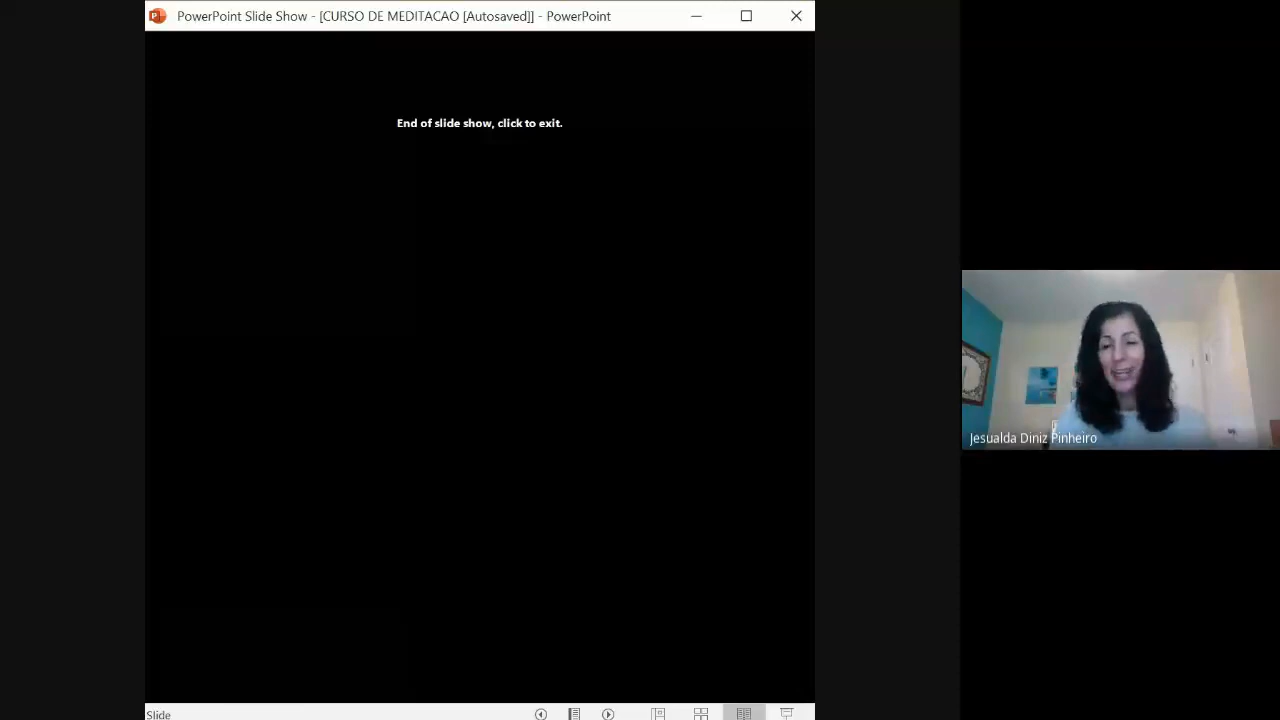 PowerPoint Slide Show - [CURSO DE MEDITACAO [Autosaved]] - PowerPoint
End of slide show, click to exit.
Jesualda Diniz Pinheiro
Slide